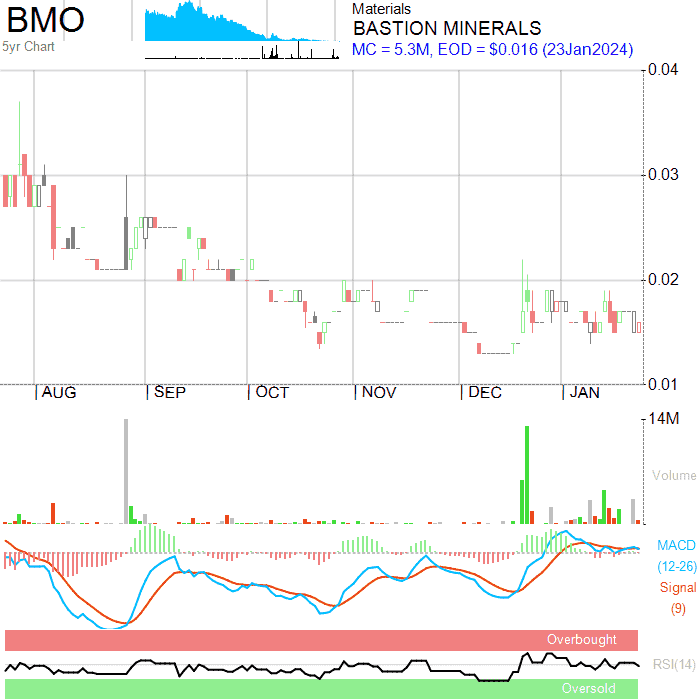 BMO
5yr Chart
Materials
BASTION MINERALS
MC = 5.3M, EOD = $0.016 (23Jan2024)
0.04
0.03
0.02
0.01
AUG SEP OCT NOV DEC JAN
14M
Volume
MACD
(12-26)
Signal
(9)
Overbought
RSI(14)
Oversold